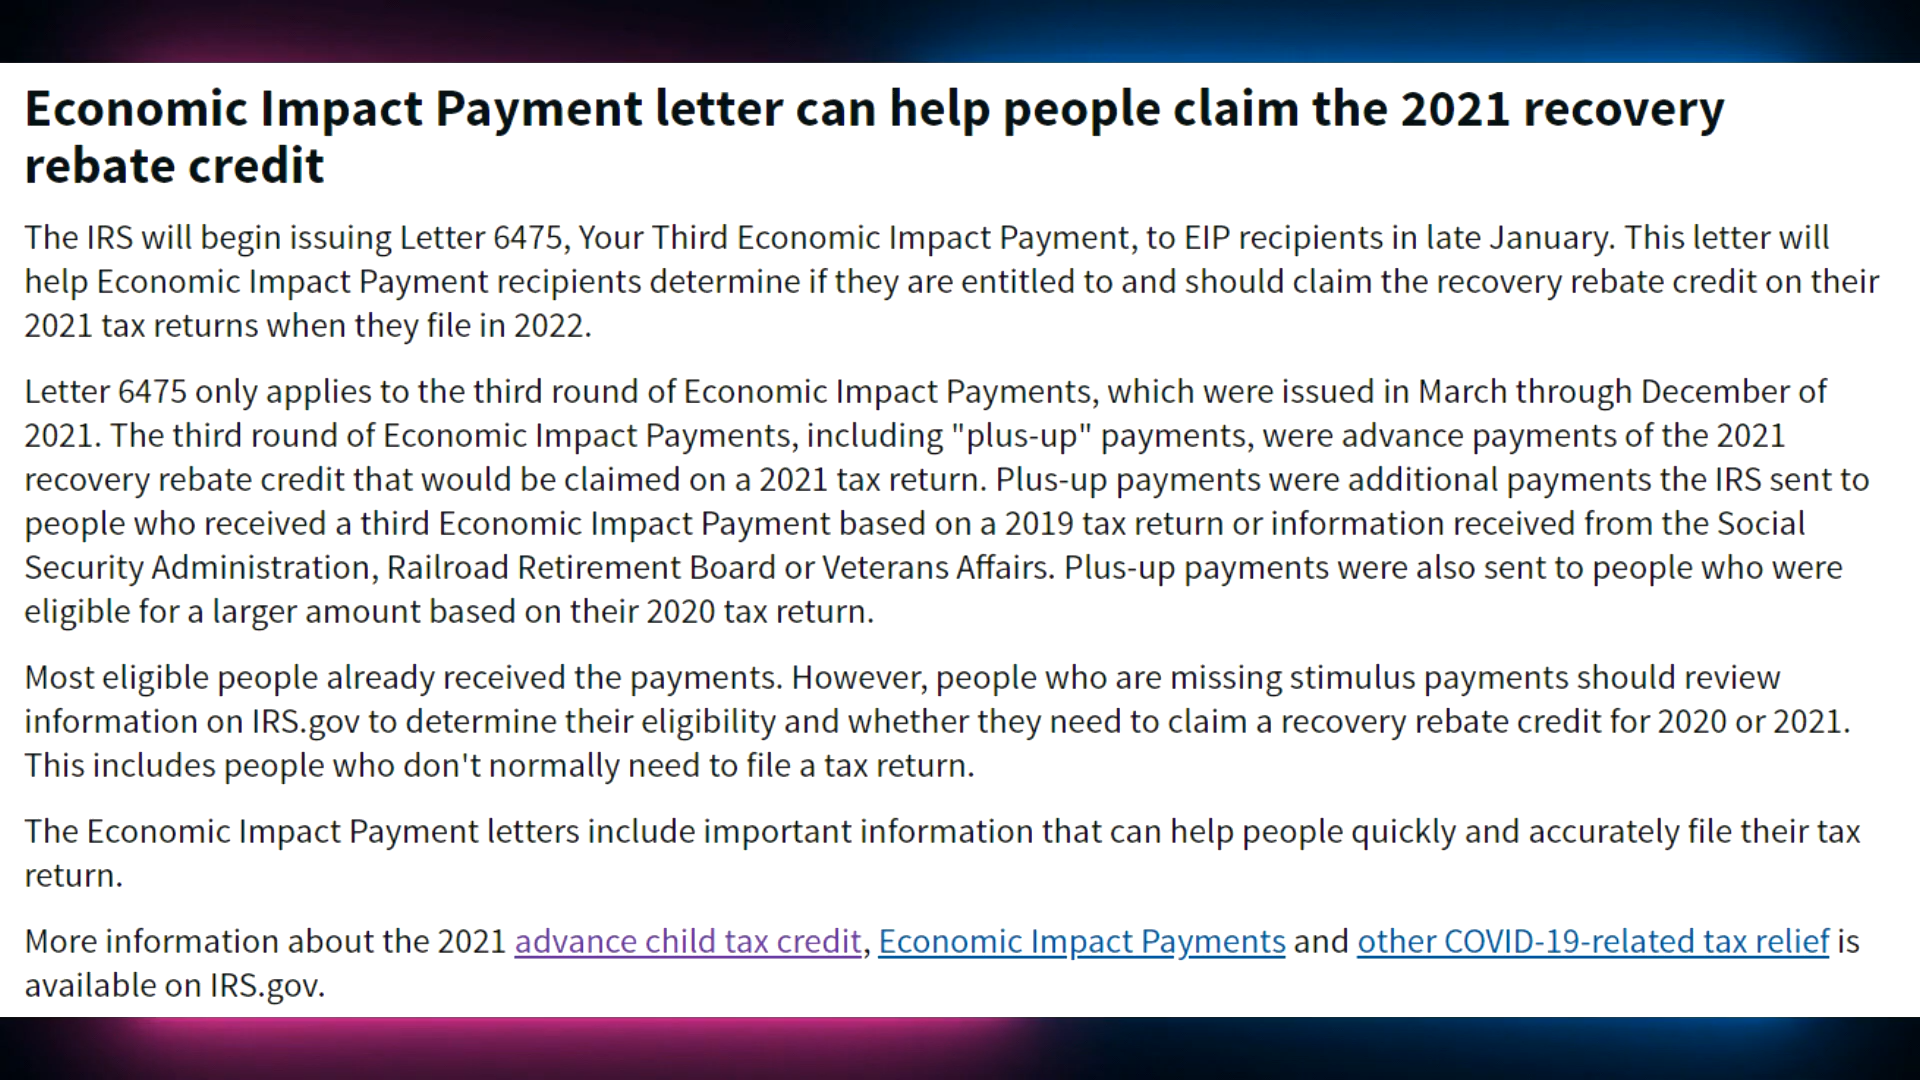 Economic Impact Payment letter can help people claim the 2021 recovery
rebate credit
The IRS will begin issuing Letter 6475, Your Third Economic Impact Payment, to EIP recipients in late January. This letter will
help Economic Impact Payment recipients determine if they are entitled to and should claim the recovery rebate credit on their
2021 tax returns when they file in 2022.
Letter 6475 only applies to the third round of Economic Impact Payments, which were issued in March through December of
2021. The third round of Economic Impact Payments, including "plus-up" payments, were advance payments of the 2021
recovery rebate credit that would be claimed on a 2021 tax return. Plus-up payments were additional payments the IRS sent to
people who received a third Economic Impact Payment based on a 2019 tax return or information received from the Social
Security Administration, Railroad Retirement Board or Veterans Affairs. Plus-up payments were also sent to people who were
eligible for a larger amount based on their 2020 tax return.
Most eligible people already received the payments. However, people who are missing stimulus payments should review
information on IRS.gov to determine their eligibility and whether they need to claim a recovery rebate credit for 2020 or 2021.
This includes people who don't normally need to file a tax return.
The Economic Impact Payment letters include important information that can help people quickly and accurately file their tax
return.
More information about the 2021 advance child tax credit, Economic Impact Payments and other COVID-19-related tax relief is
available on IRS.gov.